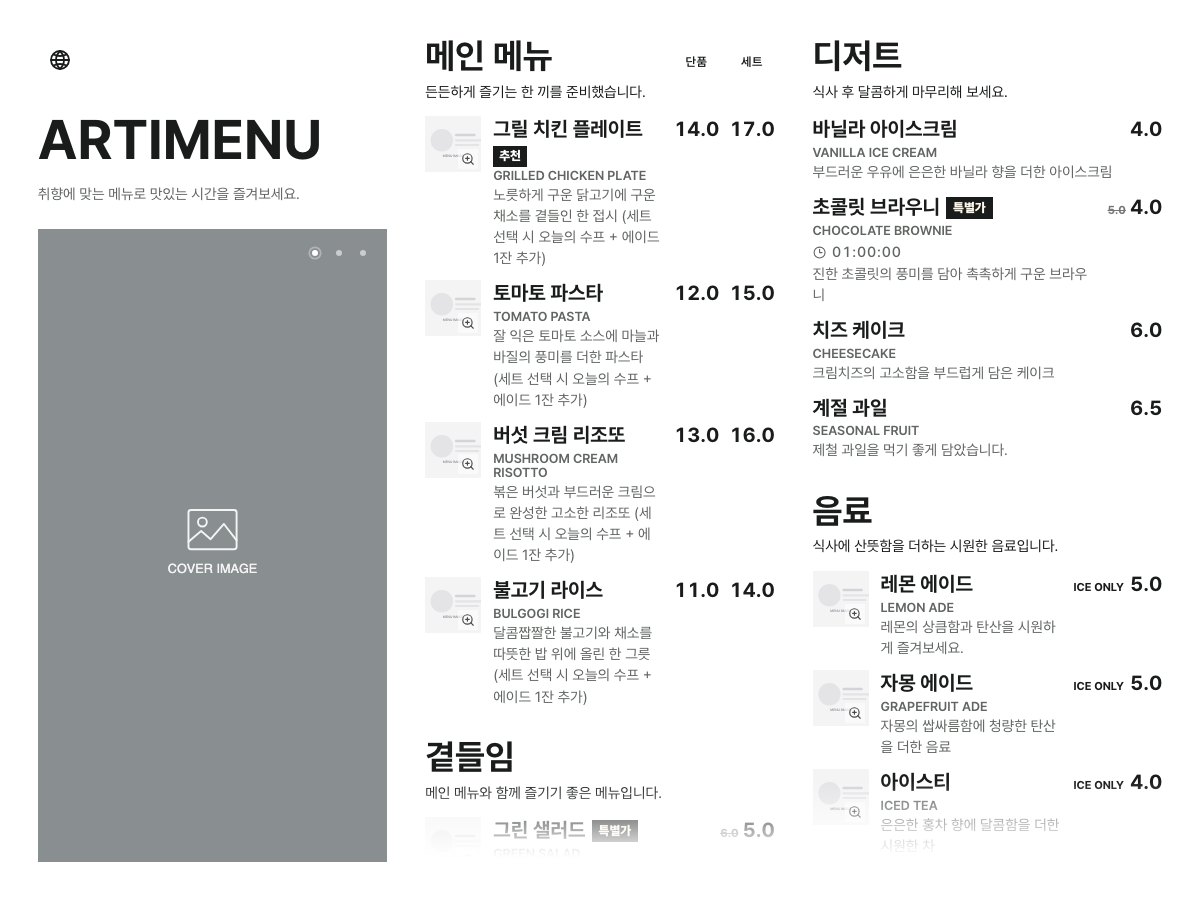 ARTIMENU
취향에 맞는 메뉴로 맛있는 시간을 즐겨보세요.
COVER IMAGE
메인 메뉴
단품 세트
든든하게 즐기는 한 끼를 준비했습니다.
그릴 치킨 플레이트 14.0 17.0
추천
GRILLED CHICKEN PLATE
노릇하게 구운 닭고기에 구운
채소를 곁들인 한 접시 (세트
선택 시 오늘의 수프 + 에이드
1잔 추가)
토마토 파스타 12.0 15.0
TOMATO PASTA
잘 익은 토마토 소스에 마늘과
바질의 풍미를 더한 파스타
(세트 선택 시 오늘의 수프 +
에이드 1잔 추가)
버섯 크림 리조또 13.0 16.0
MUSHROOM CREAM
RISOTTO
볶은 버섯과 부드러운 크림으
로 완성한 고소한 리조또 (세
트 선택 시 오늘의 수프 + 에
이드 1잔 추가)
불고기 라이스 11.0 14.0
BULGOGI RICE
달콤짭짤한 불고기와 채소를
따뜻한 밥 위에 올린 한 그릇
(세트 선택 시 오늘의 수프 +
에이드 1잔 추가)
곁들임
메인 메뉴와 함께 즐기기 좋은 메뉴입니다.
그린 샐러드 특별가 6.0 5.0
GREEN SALAD
디저트
식사 후 달콤하게 마무리해 보세요.
바닐라 아이스크림 4.0
VANILLA ICE CREAM
부드러운 우유에 은은한 바닐라 향을 더한 아이스크림
초콜릿 브라우니 특별가 5.0 4.0
CHOCOLATE BROWNIE
01:00:00
진한 초콜릿의 풍미를 담아 촉촉하게 구운 브라우
니
치즈 케이크 6.0
CHEESECAKE
크림치즈의 고소함을 부드럽게 담은 케이크
계절 과일 6.5
SEASONAL FRUIT
제철 과일을 먹기 좋게 담았습니다.
음료
식사에 산뜻함을 더하는 시원한 음료입니다.
레몬 에이드 ICE ONLY 5.0
LEMON ADE
레몬의 상큼함과 탄산을 시원하
게 즐겨보세요.
자몽 에이드 ICE ONLY 5.0
GRAPEFRUIT ADE
자몽의 쌉싸름함에 청량한 탄산
을 더한 음료
아이스티 ICE ONLY 4.0
ICED TEA
은은한 홍차 향에 달콤함을 더한
시원한 차